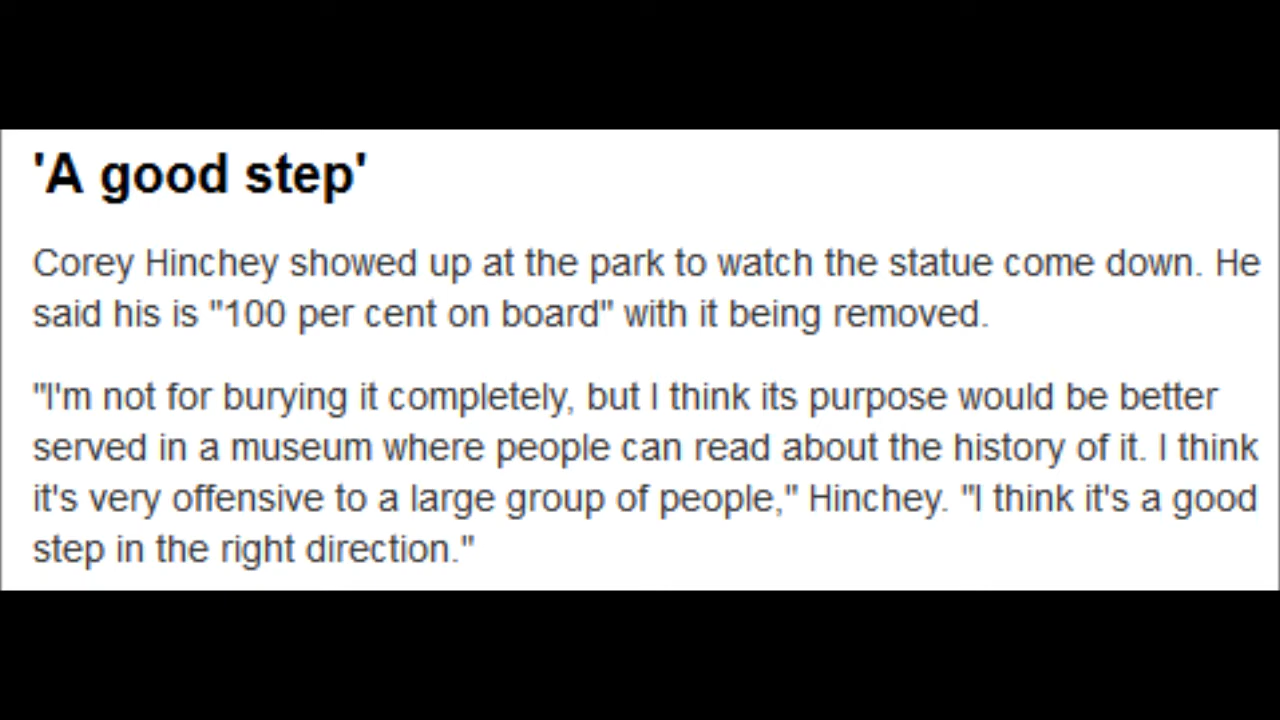 'A good step'
Corey Hinchey showed up at the park to watch the statue come down. He
said his is "100 per cent on board" with it being removed.
"I'm not for burying it completely, but I think its purpose would be better
served in a museum where people can read about the history of it. I think
it's very offensive to a large group of people," Hinchey. "I think it's a good
step in the right direction."